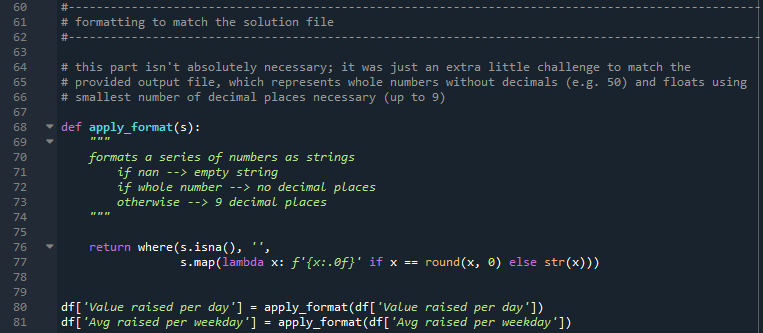 60 #-----------------------------------------------------------------------------------------------
61 # formatting to match the solution file
62 #-----------------------------------------------------------------------------------------------
63
64 # this part isn't absolutely necessary; it was just an extra little challenge to match the
65 # provided output file, which represents whole numbers without decimals (e.g. 50) and floats using
66 # smallest number of decimal places necessary (up to 9)
67
68 def apply_format(s):
69     """
70     formats a series of numbers as strings
71         if nan --> empty string
72         if whole number --> no decimal places
73         otherwise --> 9 decimal places
74     """
75
76     return where(s.isna(), '',
77                  s.map(lambda x: f'{x:.0f}' if x == round(x, 0) else str(x)))
78
79
80 df['Value raised per day'] = apply_format(df['Value raised per day'])
81 df['Avg raised per weekday'] = apply_format(df['Avg raised per weekday'])